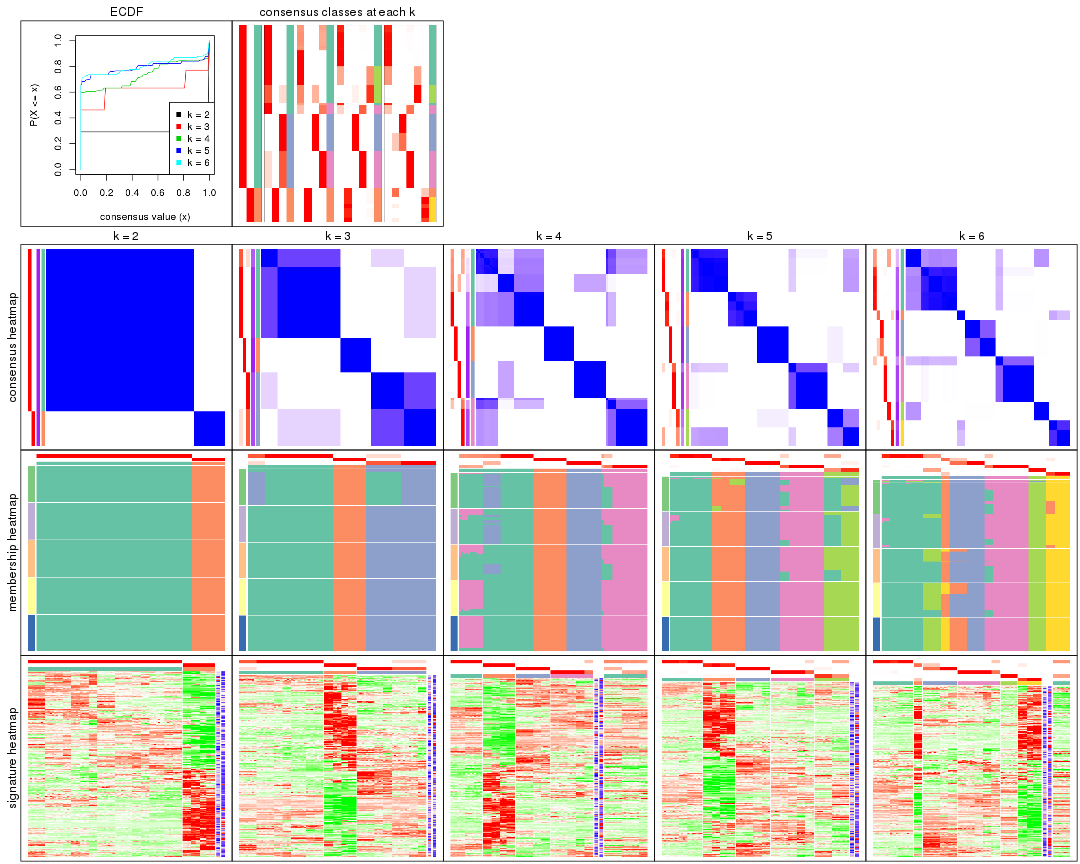 ECDF
consensus classes at each k
P(X <= x)
1.0
0.8
0.6
0.4
0.2
0.0
k = 2
k = 3
k = 4
k = 5
k = 6
0.0 0.2 0.4 0.6 0.8 1.0
consensus value (x)
k = 2 k = 3 k = 4 k = 5 k = 6
consensus heatmap
membership heatmap
signature heatmap